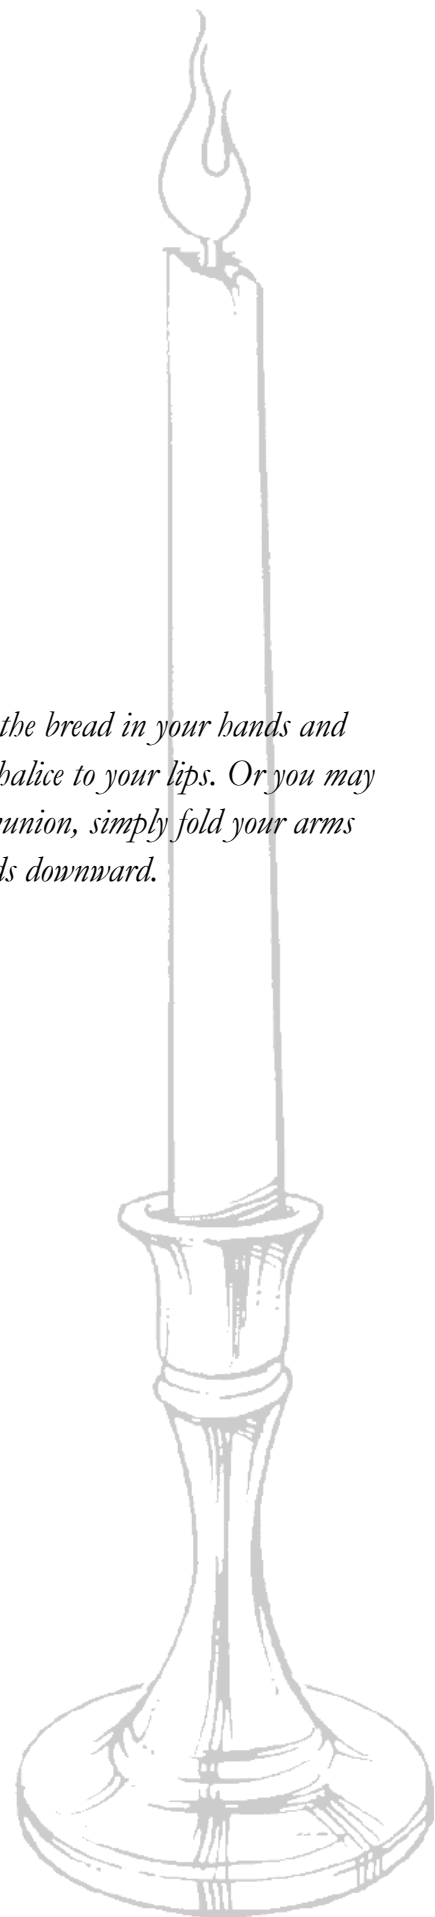 the bread in your hands and
halice to your lips. Or you may
union, simply fold your arms
ds downward.